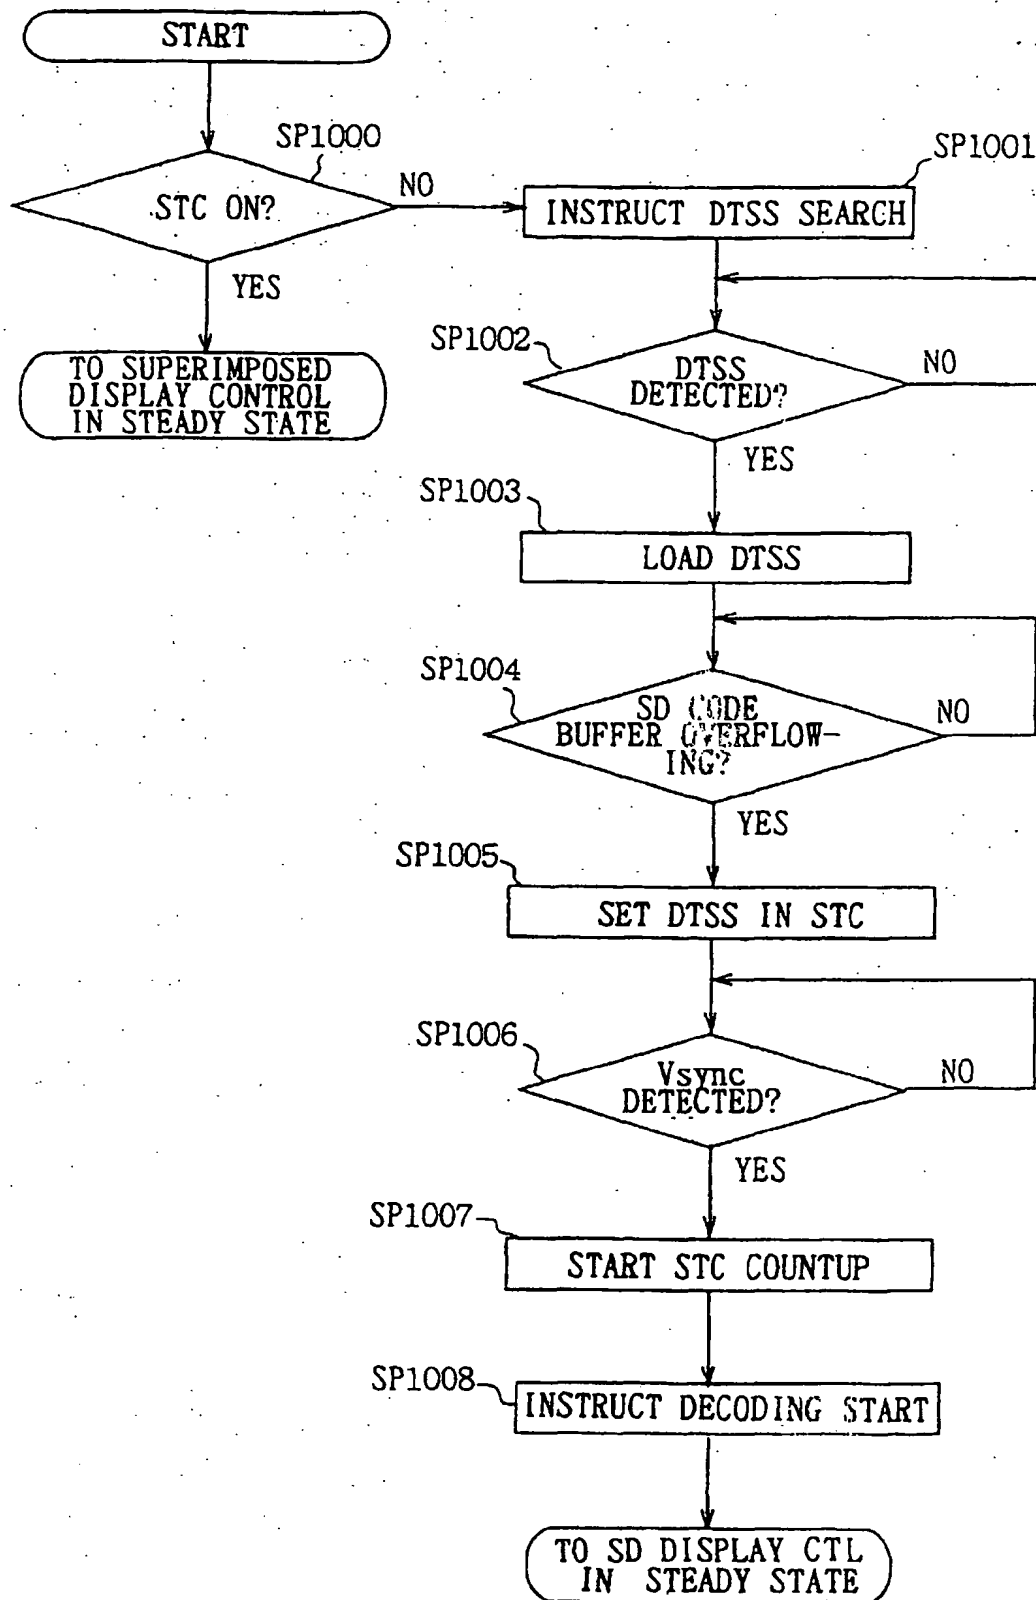 START
SP1000
STC ON?
NO
YES
TO SUPERIMPOSED
DISPLAY CONTROL
IN STEADY STATE
SP1001
INSTRUCT DTSS SEARCH
SP1002
DTSS
DETECTED?
NO
YES
SP1003
LOAD DTSS
SP1004
SD CODE
BUFFER OVERFLOW-
ING?
NO
YES
SP1005
SET DTSS IN STC
SP1006
Vsync
DETECTED?
NO
YES
SP1007
START STC COUNTUP
SP1008
INSTRUCT DECODING START
TO SD DISPLAY CTL
IN STEADY STATE